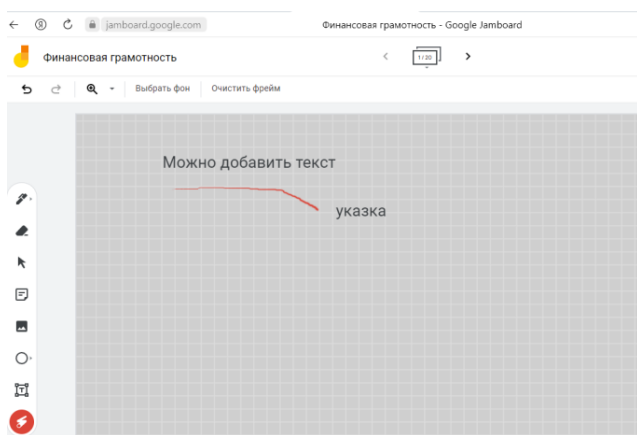 jamboard.google.com
Финансовая грамотность - Google Jamboard
Финансовая грамотность
1/20
Выбрать фон
Очистить фрейм
Можно добавить текст
указка